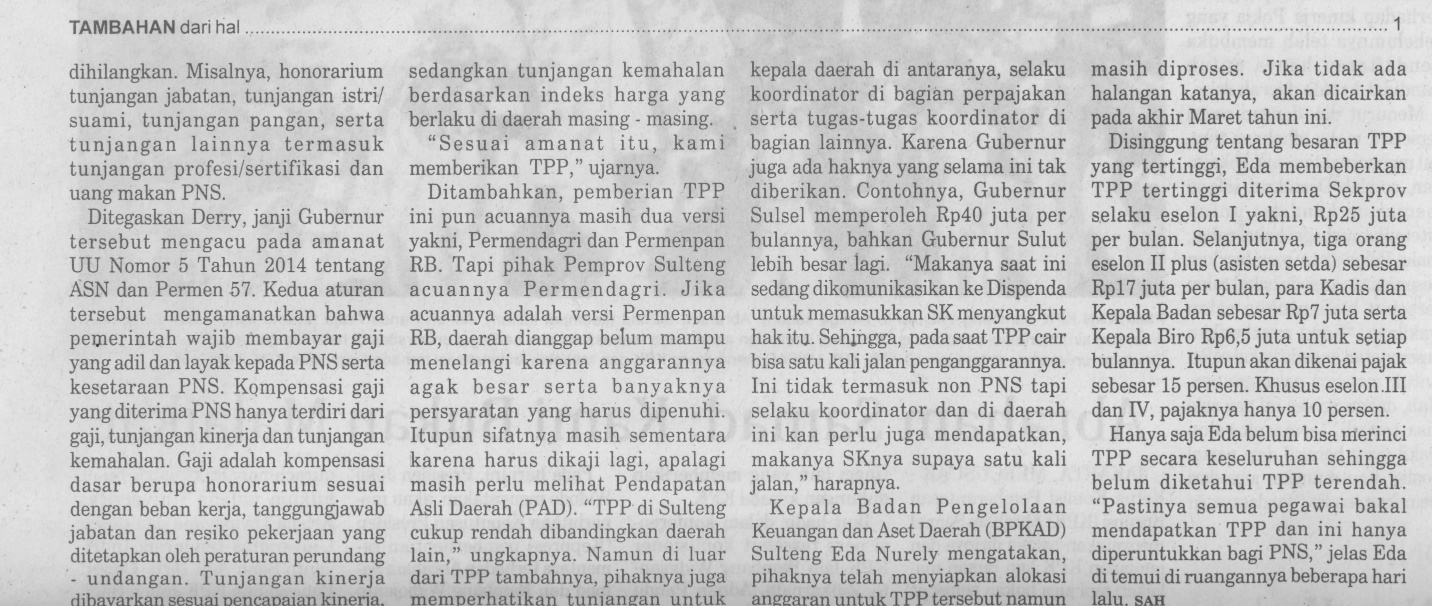 TAMBAHAN dari hal ........................................ 1
dihilangkan. Misalnya, honorarium
tunjangan jabatan, tunjangan istri/
suami, tunjangan pangan, serta
tunjangan lainnya termasuk
tunjangan profesi/sertifikasi dan
uang makan PNS.
Ditegaskan Derry, janji Gubernur
tersebut mengacu pada amanat
UU Nomor 5 Tahun 2014 tentang
ASN dan Permen 57. Kedua aturan
tersebut mengamanatkan bahwa
pemerintah wajib membayar gaji
yang adil dan layak kepada PNS serta
kesetaraan PNS. Kompensasi gaji
yang diterima PNS hanya terdiri dari
gaji, tunjangan kinerja dan tunjangan
kemahalan. Gaji adalah kompensasi
dasar berupa honorarium sesuai
dengan beban kerja, tanggungjawab
jabatan dan resiko pekerjaan yang
ditetapkan oleh peraturan perundang
- undangan. Tunjangan kinerja
dibayarkan sesuai pencapaian kinerja,
sedangkan tunjangan kemahalan
berdasarkan indeks harga yang
berlaku di daerah masing - masing.
“Sesuai amanat itu, kami
memberikan TPP,” ujarnya.
Ditambahkan, pemberian TPP
ini pun acuannya masih dua versi
yakni, Permendagri dan Permenpan
RB. Tapi pihak Pemprov Sulteng
acuannya Permendagri. Jika
acuannya adalah versi Permenpan
RB, daerah dianggap belum mampu
menelangi karena anggarannya
agak besar serta banyaknya
persyaratan yang harus dipenuhi.
Itupun sifatnya masih sementara
karena harus dikaji lagi, apalagi
masih perlu melihat Pendapatan
Asli Daerah (PAD). “TPP di Sulteng
cukup rendah dibandingkan daerah
lain,” ungkapnya. Namun di luar
dari TPP tambahnya, pihaknya juga
memperhatikan tunjangan untuk
kepala daerah di antaranya, selaku
koordinator di bagian perpajakan
serta tugas-tugas koordinator di
bagian lainnya. Karena Gubernur
juga ada haknya yang selama ini tak
diberikan. Contohnya, Gubernur
Sulsel memperoleh Rp40 juta per
bulannya, bahkan Gubernur Sulut
lebih besar lagi. “Makanya saat ini
sedang dikomunikasikan ke Dispenda
untuk memasukkan SK menyangkut
hak itu. Sehingga, pada saat TPP cair
bisa satu kali jalan penganggarannya.
Ini tidak termasuk non PNS tapi
selaku koordinator dan di daerah
ini kan perlu juga mendapatkan,
makanya SKnya supaya satu kali
jalan,” harapnya.
Kepala Badan Pengelolaan
Keuangan dan Aset Daerah (BPKAD)
Sulteng Eda Nurely mengatakan,
pihaknya telah menyiapkan alokasi
anggaran untuk TPP tersebut namun
masih diproses. Jika tidak ada
halangan katanya, akan dicairkan
pada akhir Maret tahun ini.
Disinggung tentang besaran TPP
yang tertinggi, Eda membeberkan
TPP tertinggi diterima Sekprov
selaku eselon I yakni, Rp25 juta
per bulan. Selanjutnya, tiga orang
eselon II plus (asisten setda) sebesar
Rp17 juta per bulan, para Kadis dan
Kepala Badan sebesar Rp7 juta serta
Kepala Biro Rp6,5 juta untuk setiap
bulannya. Itupun akan dikenai pajak
sebesar 15 persen. Khusus eselon III
dan IV, pajaknya hanya 10 persen.
Hanya saja Eda belum bisa merinci
TPP secara keseluruhan sehingga
belum diketahui TPP terendah.
“Pastinya semua pegawai bakal
mendapatkan TPP dan ini hanya
diperuntukkan bagi PNS,” jelas Eda
di temui di ruangannya beberapa hari
lalu. SAH